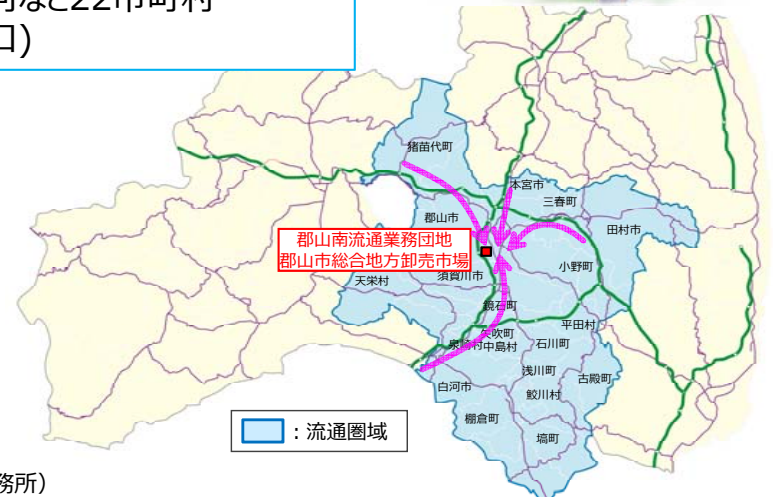 町など22市町村
口)
猪苗代町
本宮市
三春町
郡山市
田村市
郡山南流通業務団地
郡山市総合地方卸売市場
小野町
須賀川市
天栄村
鏡石町
平田村
矢吹町
泉崎村
中島村
石川町
浅川町
古殿町
白河市
鮫川村
棚倉町
塙町
：流通圏域
務所）